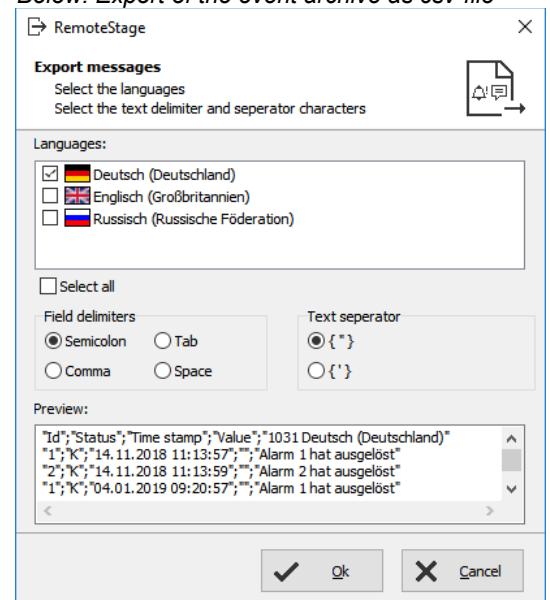 Below: Export of the event archive as csv-file
RemoteStage
Export messages
Select the languages
Select the text delimiter and seperator characters
Languages:
Deutsch (Deutschland)
Englisch (Großbritannien)
Russisch (Russische Föderation)
Select all
Field delimiters
Semicolon
Tab
Comma
Space
Text seperator
{"}
{'}
Preview:
"Id";"Status";"Time stamp";"Value";"1031 Deutsch (Deutschland)"
"1";"K";"14.11.2018 11:13:57";"";"Alarm 1 hat ausgelöst"
"2";"K";"14.11.2018 11:13:59";"";"Alarm 2 hat ausgelöst"
"1";"K";"04.01.2019 09:20:57";"";"Alarm 1 hat ausgelöst"
Ok
Cancel